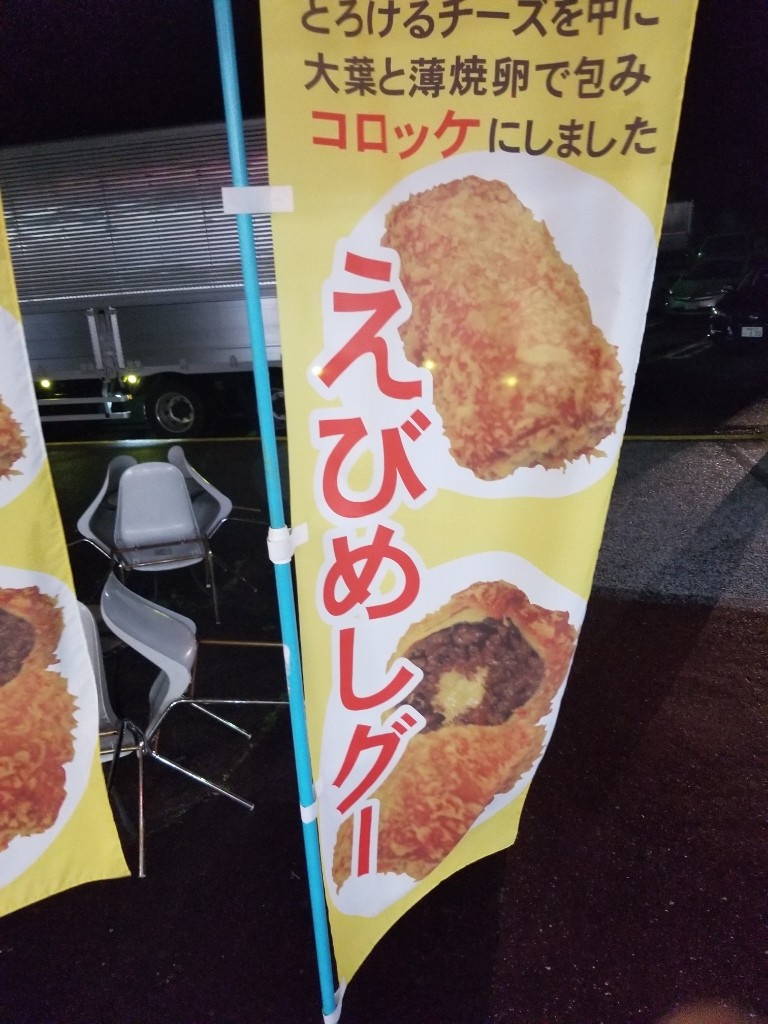 とろけるチーズを中に
大葉と薄焼卵で包み
コロッケにしました
えびめしグー